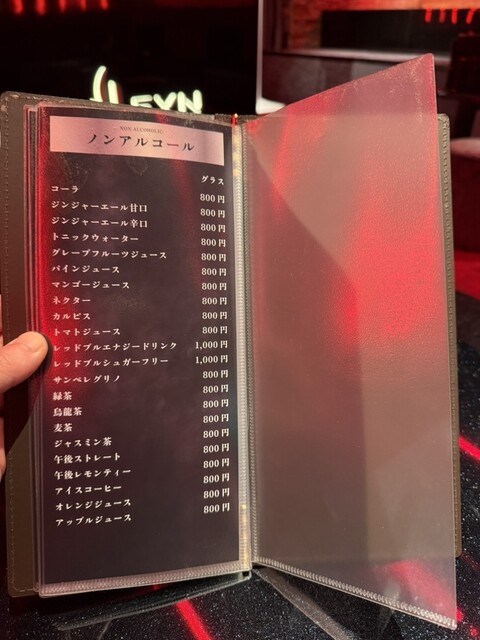 EVN
NON ALCOHOLIC
ノンアルコール
グラス
コーラ 800円
ジンジャーエール甘口 800円
ジンジャーエール辛口 800円
トニックウォーター 800円
グレープフルーツジュース 800円
パインジュース 800円
マンゴージュース 800円
ネクター 800円
カルピス 800円
トマトジュース 800円
レッドブルエナジードリンク 1,000円
レッドブルシュガーフリー 1,000円
サンペレグリノ 800円
緑茶 800円
烏龍茶 800円
麦茶 800円
ジャスミン茶 800円
午後ストレート 800円
午後レモンティー 800円
アイスコーヒー 800円
オレンジジュース 800円
アップルジュース 800円